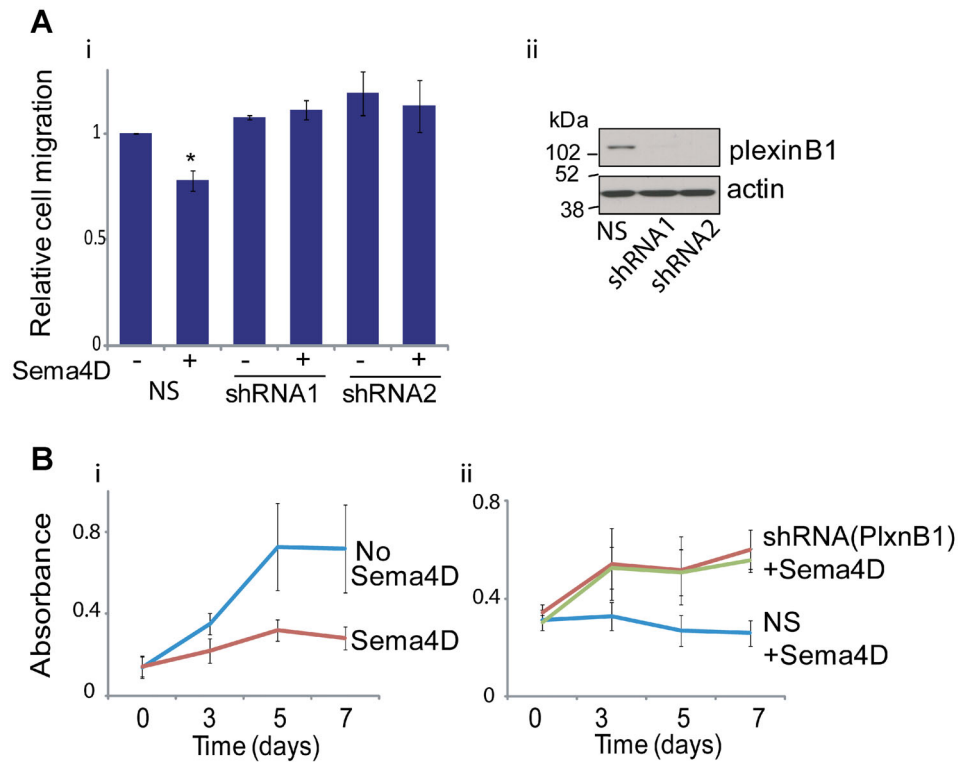 A
i
Relative cell migration
1
0.5
0
*
Sema4D - + - + - +
NS shRNA1 shRNA2
ii
kDa
102
52
38
plexinB1
actin
NS shRNA1 shRNA2
B
i
Absorbance
0.8
0.4
0
No
Sema4D
Sema4D
0 3 5 7
Time (days)
ii
0.8
0.4
0
shRNA(PlxnB1)
+Sema4D
NS
+Sema4D
0 3 5 7
Time (days)